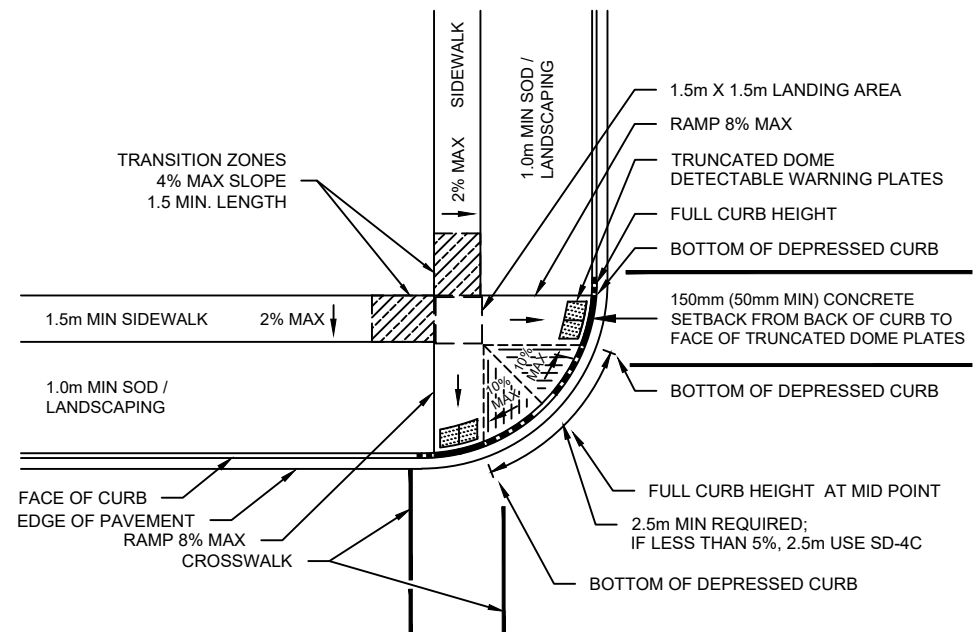 SIDEWALK
2% MAX
1.0m MIN SOD /
LANDSCAPING
TRANSITION ZONES
4% MAX SLOPE
1.5 MIN. LENGTH
1.5m X 1.5m LANDING AREA
RAMP 8% MAX
TRUNCATED DOME
DETECTABLE WARNING PLATES
FULL CURB HEIGHT
BOTTOM OF DEPRESSED CURB
150mm (50mm MIN) CONCRETE
SETBACK FROM BACK OF CURB TO
FACE OF TRUNCATED DOME PLATES
BOTTOM OF DEPRESSED CURB
1.5m MIN SIDEWALK
2% MAX
1.0m MIN SOD /
LANDSCAPING
10%
MAX
10%
MAX
FACE OF CURB
EDGE OF PAVEMENT
RAMP 8% MAX
CROSSWALK
FULL CURB HEIGHT AT MID POINT
2.5m MIN REQUIRED;
IF LESS THAN 5%, 2.5m USE SD-4C
BOTTOM OF DEPRESSED CURB